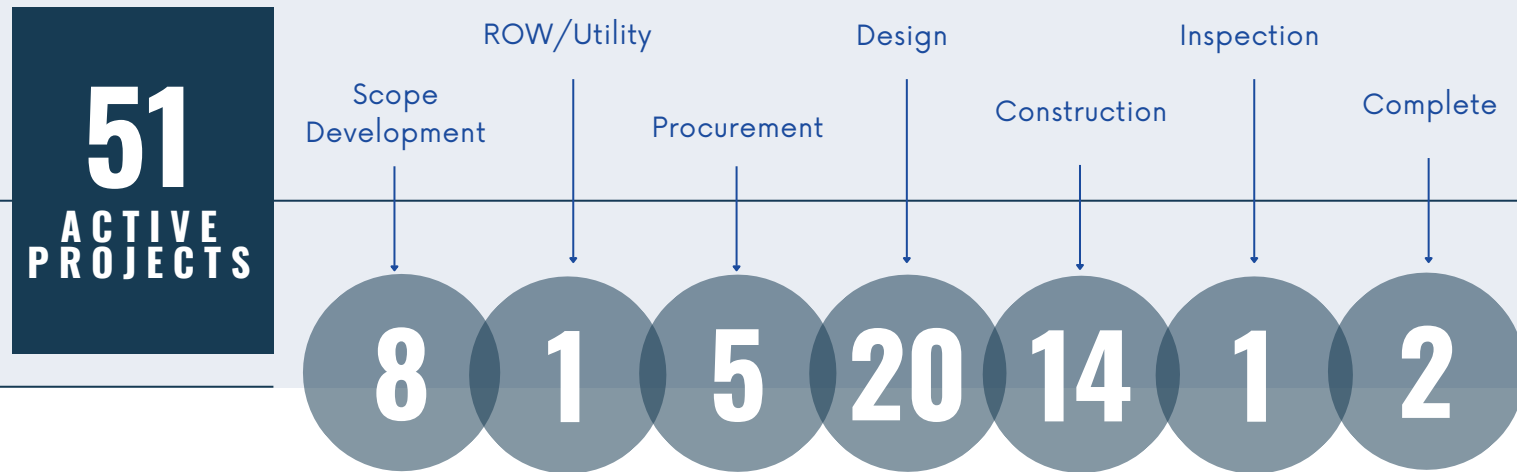 51
ACTIVE
PROJECTS
Scope
Development
ROW/Utility
Procurement
Design
Construction
Inspection
Complete
8
1
5
20
14
1
2